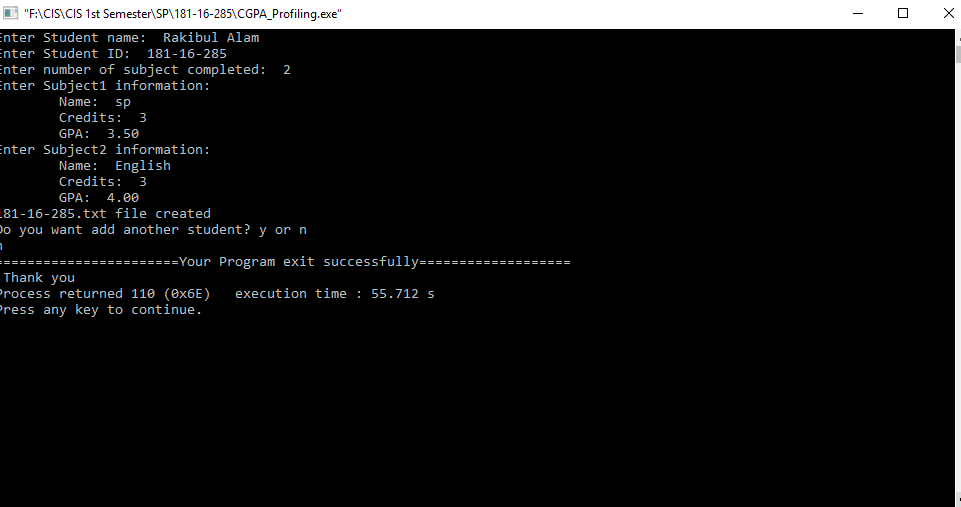 "F:\CIS\CIS 1st Semester\SP\181-16-285\CGPA_Profiling.exe"
Enter Student name:  Rakibul Alam
Enter Student ID:  181-16-285
Enter number of subject completed:  2
Enter Subject1 information:
        Name:  sp
        Credits:  3
        GPA:  3.50
Enter Subject2 information:
        Name:  English
        Credits:  3
        GPA:  4.00
181-16-285.txt file created
Do you want add another student? y or n
n
=======================Your Program exit successfully===================
 Thank you
Process returned 110 (0x6E)   execution time : 55.712 s
Press any key to continue.